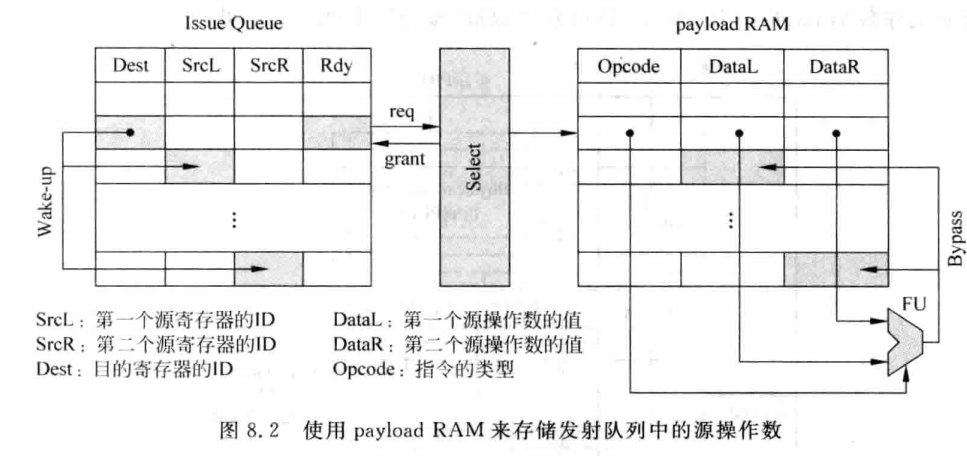 Issue Queue
payload RAM
Dest SrcL SrcR Rdy
Opcode DataL DataR
req
grant
Select
Wake-up
Bypass
...
...
FU
SrcL：第一个源寄存器的ID
DataL：第一个源操作数的值
SrcR：第二个源寄存器的ID
DataR：第二个源操作数的值
Dest：目的寄存器的ID
Opcode：指令的类型
图 8.2 使用 payload RAM 来存储发射队列中的源操作数